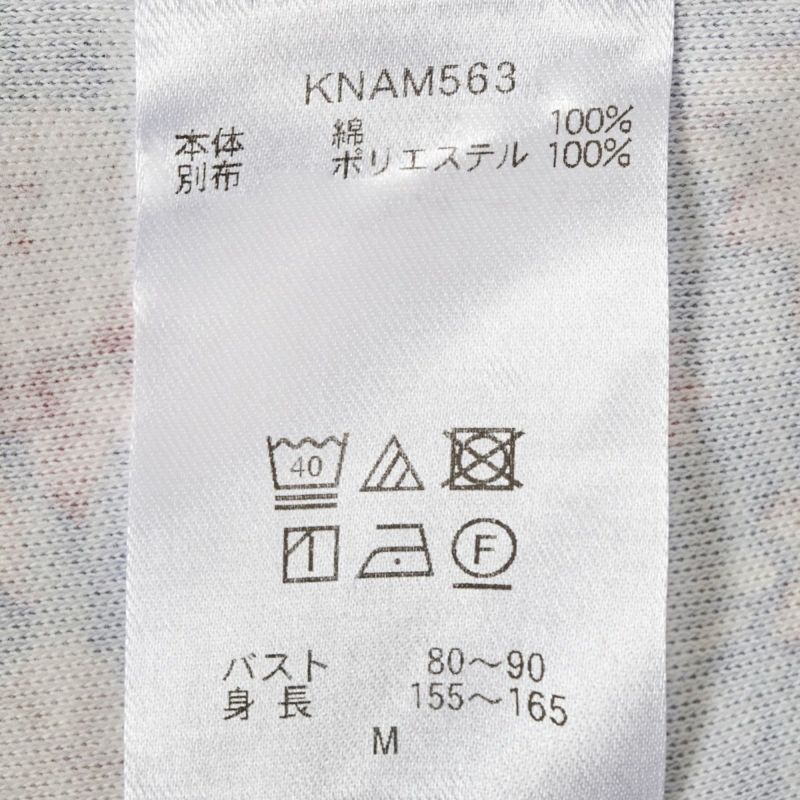 KNAM563
本体 綿 100%
別布 ポリエステル 100%
40
F
バスト 80～90
身長 155～165
M